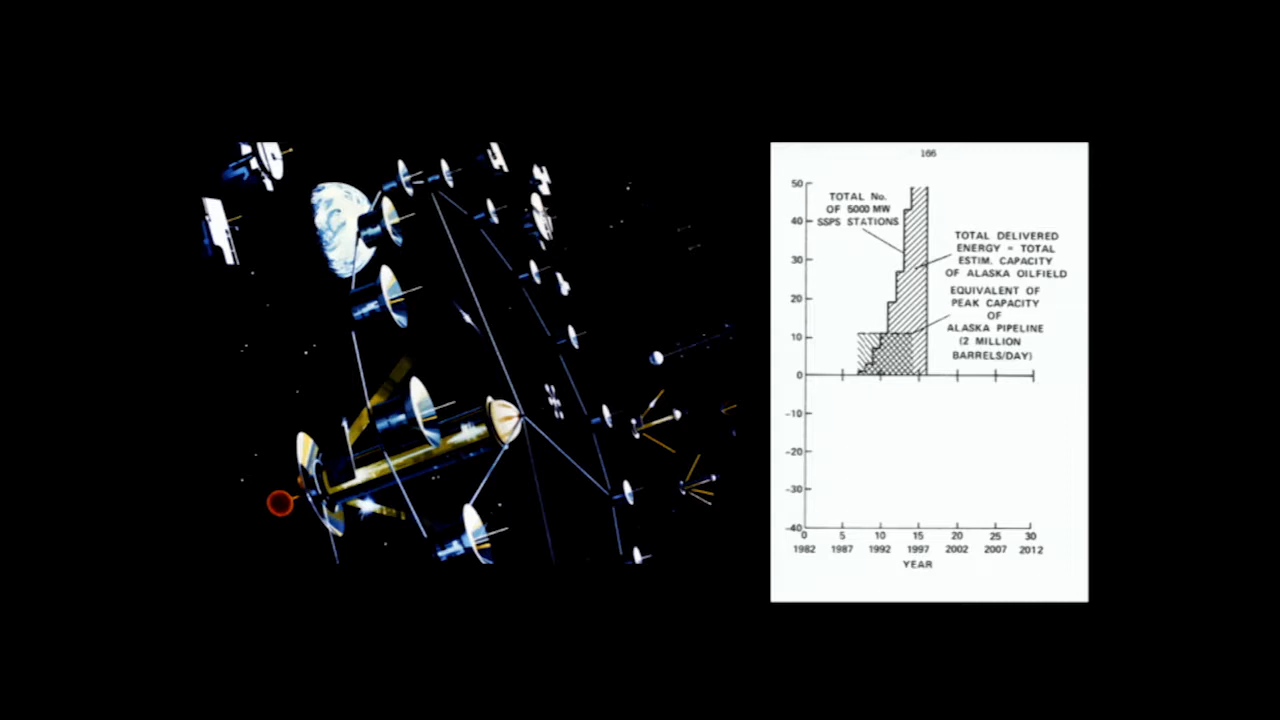 166
50
TOTAL No.
OF 5000 MW
SSPS STATIONS
40
TOTAL DELIVERED
ENERGY = TOTAL
ESTIM. CAPACITY
OF ALASKA OILFIELD
30
EQUIVALENT OF
PEAK CAPACITY
OF
ALASKA PIPELINE
(2 MILLION
BARRELS/DAY)
20
10
0
-10
-20
-30
-40
0 5 10 15 20 25 30
1982 1987 1992 1997 2002 2007 2012
YEAR